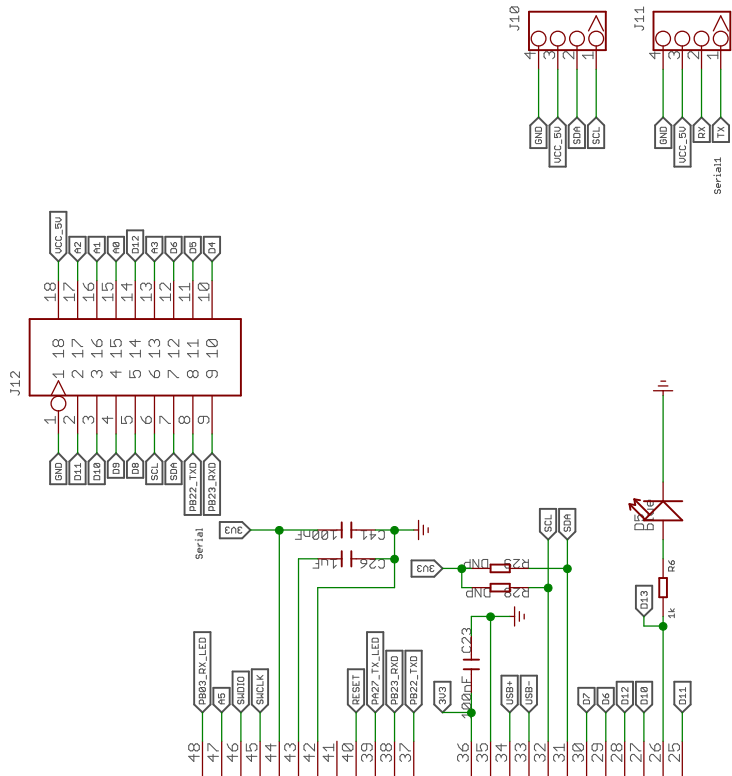 J10
4
3
2
1
GND
VCC_5V
SDA
SCL
J11
4
3
2
1
GND
VCC_5V
RX
TX
Serial1
VCC_5V
A2
A1
A0
D12
A3
D6
D5
D4
18
17
16
15
14
13
12
11
10
J12
18
17
16
15
14
13
12
11
10
1
2
3
4
5
6
7
8
9
1
2
3
4
5
6
7
8
9
GND
D11
D10
D9
D8
SCL
SDA
PB22_TXD
PB23_RXD
Serial
3V3
100nF
C41
1uF
C26
3V3
DNP
R29
DNP
R28
SCL
SDA
D5
Blue
R6
1k
D13
C23
100nF
3V3
PB03_RX_LED
A5
SWDIO
SWCLK
RESET
PA27_TX_LED
PB23_RXD
PB22_TXD
USB+
USB-
D7
D6
D12
D10
D11
48
47
46
45
44
43
42
41
40
39
38
37
36
35
34
33
32
31
30
29
28
27
26
25